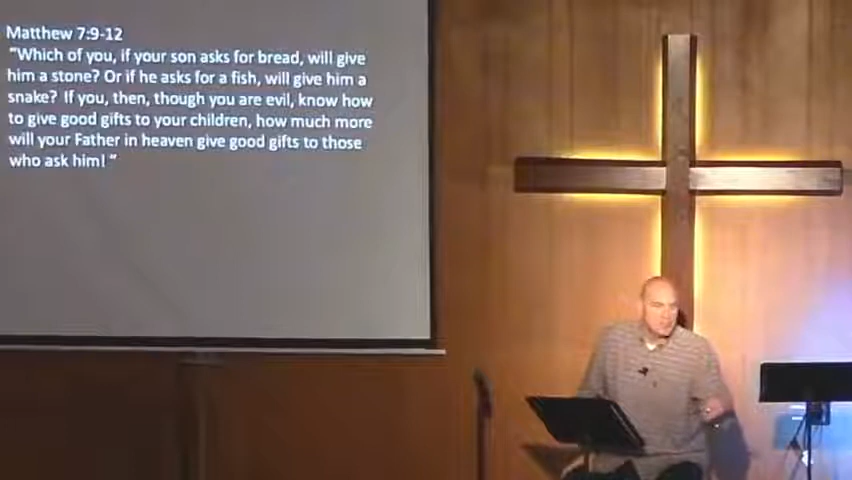 Matthew 7:9-12
"Which of you, if your son asks for bread, will give
him a stone? Or if he asks for a fish, will give him a
snake? If you, then, though you are evil, know how
to give good gifts to your children, how much more
will your Father in heaven give good gifts to those
who ask him! "